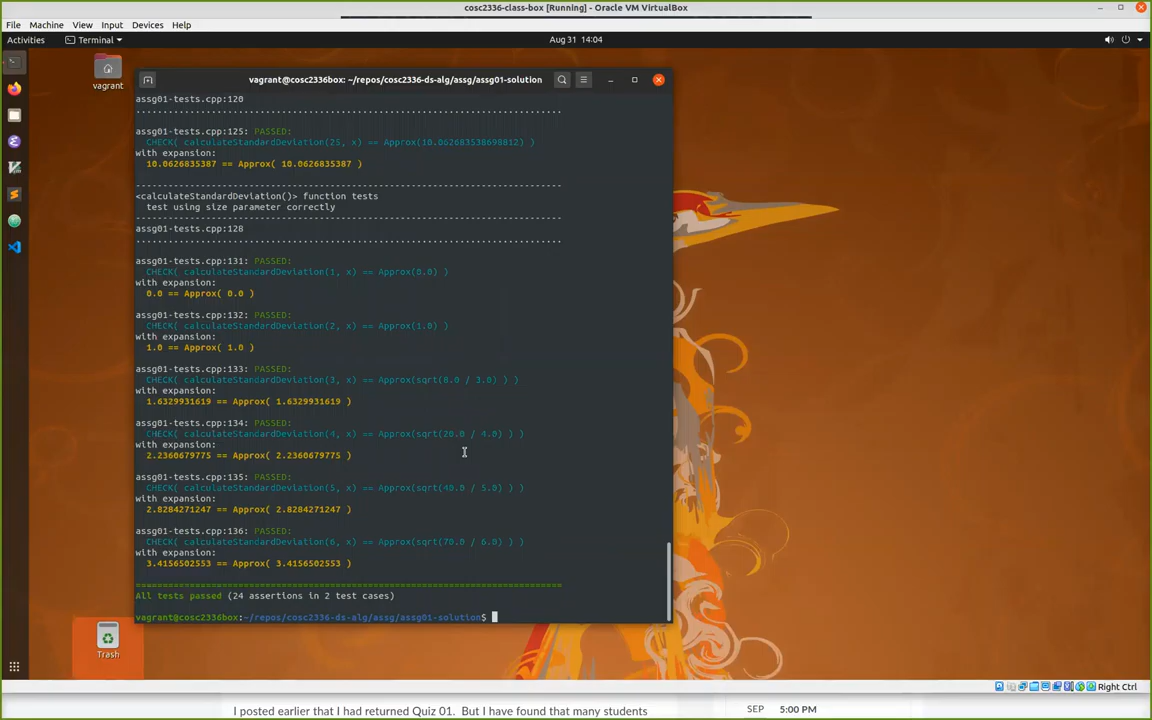 cosc2336-class-box [Running] - Oracle VM VirtualBox
File Machine View Input Devices Help
Activities Terminal Aug 31 14:04
vagrant
vagrant@cosc2336box: ~/repos/cosc2336-ds-alg/assg/assg01-solution
assg01-tests.cpp:120
...............................................................................
assg01-tests.cpp:125: PASSED:
CHECK( calculateStandardDeviation(25, x) == Approx(10.062683538698812) )
with expansion:
10.0626835387 == Approx( 10.0626835387 )
-------------------------------------------------------------------------------
<calculateStandardDeviation()> function tests
test using size parameter correctly
-------------------------------------------------------------------------------
assg01-tests.cpp:128
...............................................................................
assg01-tests.cpp:131: PASSED:
CHECK( calculateStandardDeviation(1, x) == Approx(0.0) )
with expansion:
0.0 == Approx( 0.0 )
assg01-tests.cpp:132: PASSED:
CHECK( calculateStandardDeviation(2, x) == Approx(1.0) )
with expansion:
1.0 == Approx( 1.0 )
assg01-tests.cpp:133: PASSED:
CHECK( calculateStandardDeviation(3, x) == Approx(sqrt(8.0 / 3.0) ) )
with expansion:
1.6329931619 == Approx( 1.6329931619 )
assg01-tests.cpp:134: PASSED:
CHECK( calculateStandardDeviation(4, x) == Approx(sqrt(20.0 / 4.0) ) )
with expansion:
2.2360679775 == Approx( 2.2360679775 )
assg01-tests.cpp:135: PASSED:
CHECK( calculateStandardDeviation(5, x) == Approx(sqrt(40.0 / 5.0) ) )
with expansion:
2.8284271247 == Approx( 2.8284271247 )
assg01-tests.cpp:136: PASSED:
CHECK( calculateStandardDeviation(6, x) == Approx(sqrt(70.0 / 6.0) ) )
with expansion:
3.4156502553 == Approx( 3.4156502553 )
===============================================================================
All tests passed (24 assertions in 2 test cases)
vagrant@cosc2336box:~/repos/cosc2336-ds-alg/assg/assg01-solution$
Trash
Right Ctrl
I posted earlier that I had returned Quiz 01. But I have found that many students
SEP 5:00 PM